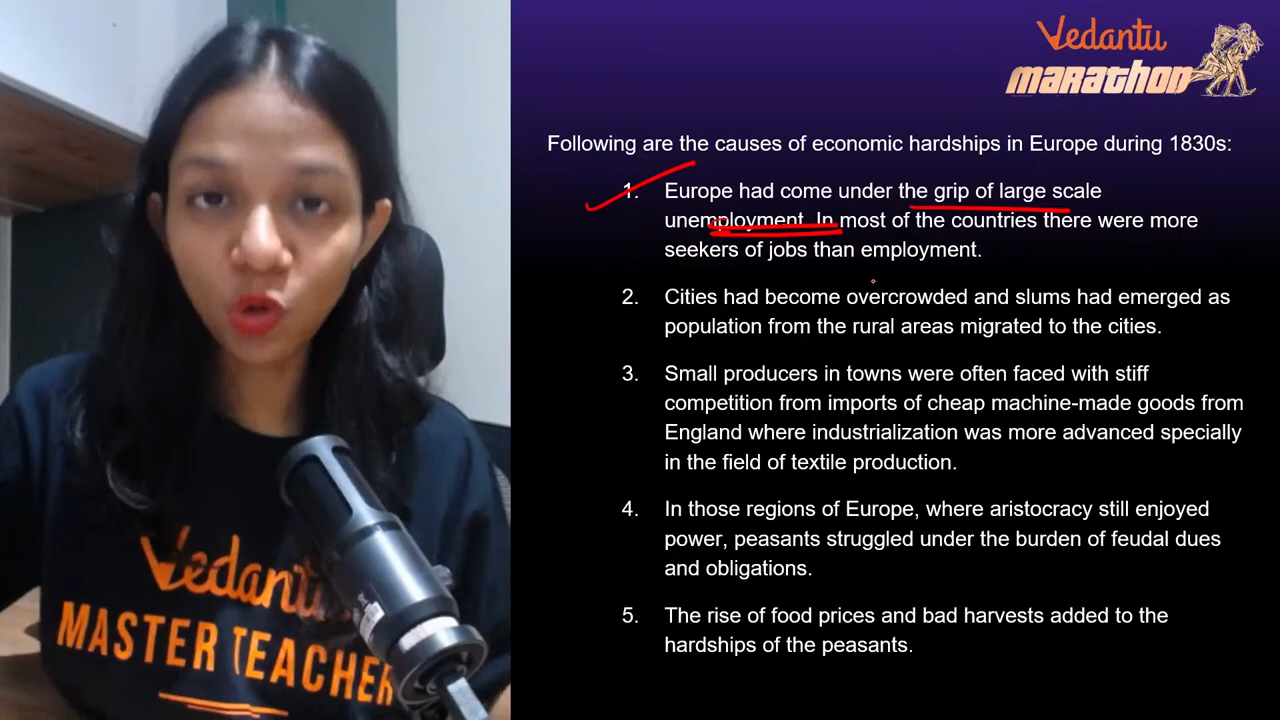 Vedantu
MARATHON
Following are the causes of economic hardships in Europe during 1830s:
1. Europe had come under the grip of large scale
unemployment. In most of the countries there were more
seekers of jobs than employment.
2. Cities had become overcrowded and slums had emerged as
population from the rural areas migrated to the cities.
3. Small producers in towns were often faced with stiff
competition from imports of cheap machine-made goods from
England where industrialization was more advanced specially
in the field of textile production.
4. In those regions of Europe, where aristocracy still enjoyed
power, peasants struggled under the burden of feudal dues
and obligations.
5. The rise of food prices and bad harvests added to the
hardships of the peasants.
Vedantu
MASTER TEACHER